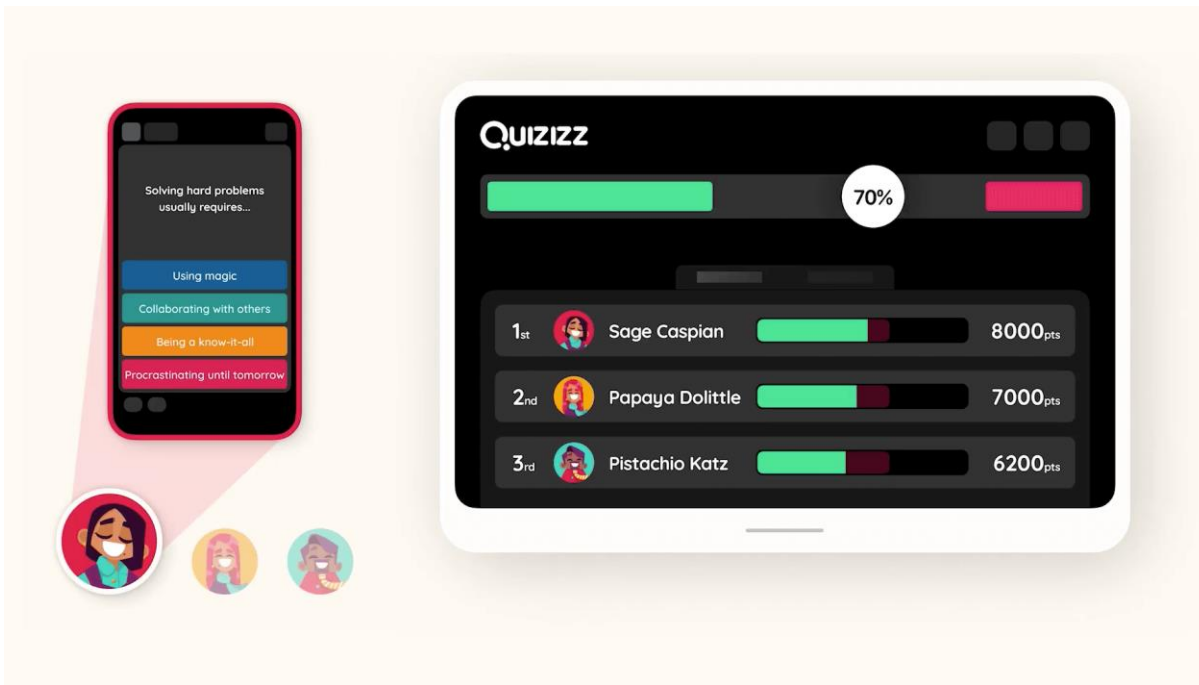 Solving hard problems
usually requires...
Using magic
Collaborating with others
Being a know-it-all
Procrastinating until tomorrow
Quizizz
70%
1st Sage Caspian 8000pts
2nd Papaya Dolittle 7000pts
3rd Pistachio Katz 6200pts